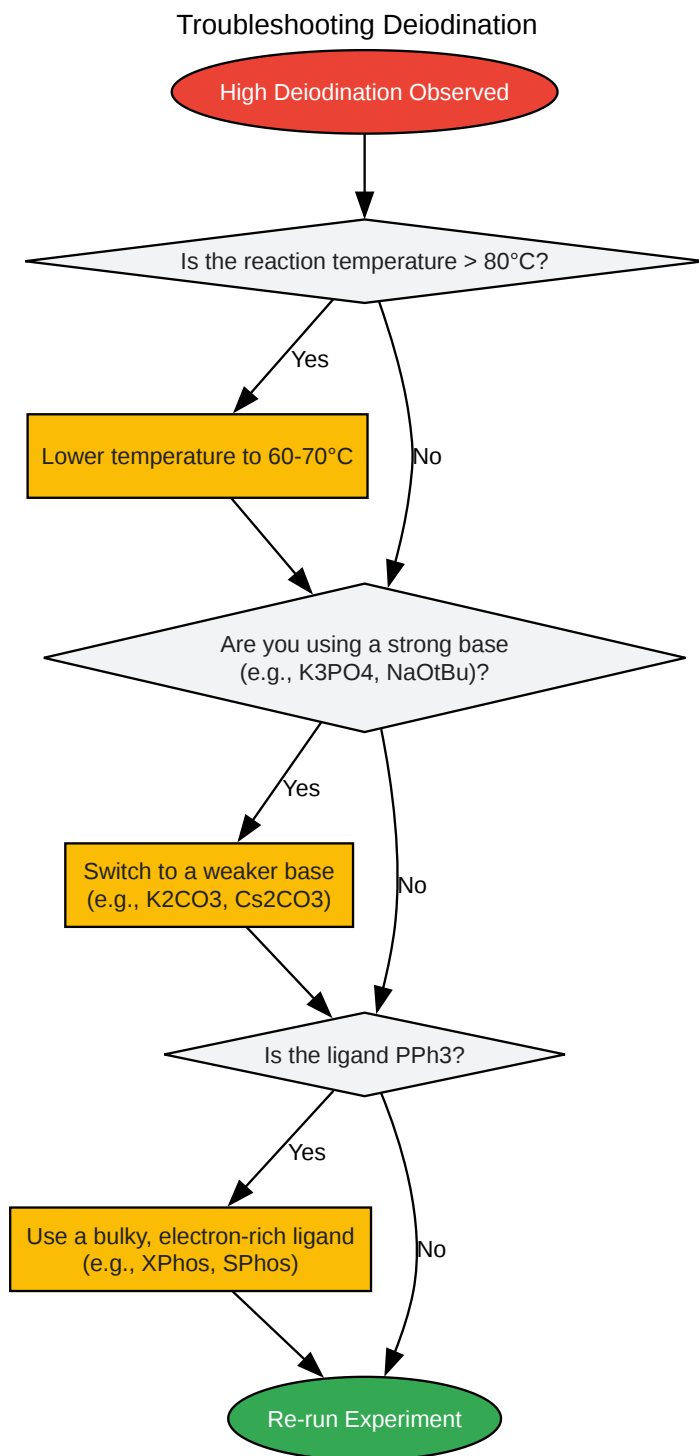 Troubleshooting Deiodination
High Deiodination Observed
Is the reaction temperature > 80°C?
Yes
Lower temperature to 60-70°C
No
Are you using a strong base
(e.g., K3PO4, NaOtBu)?
Yes
Switch to a weaker base
(e.g., K2CO3, Cs2CO3)
No
Is the ligand PPh3?
Yes
Use a bulky, electron-rich ligand
(e.g., XPhos, SPhos)
No
Re-run Experiment